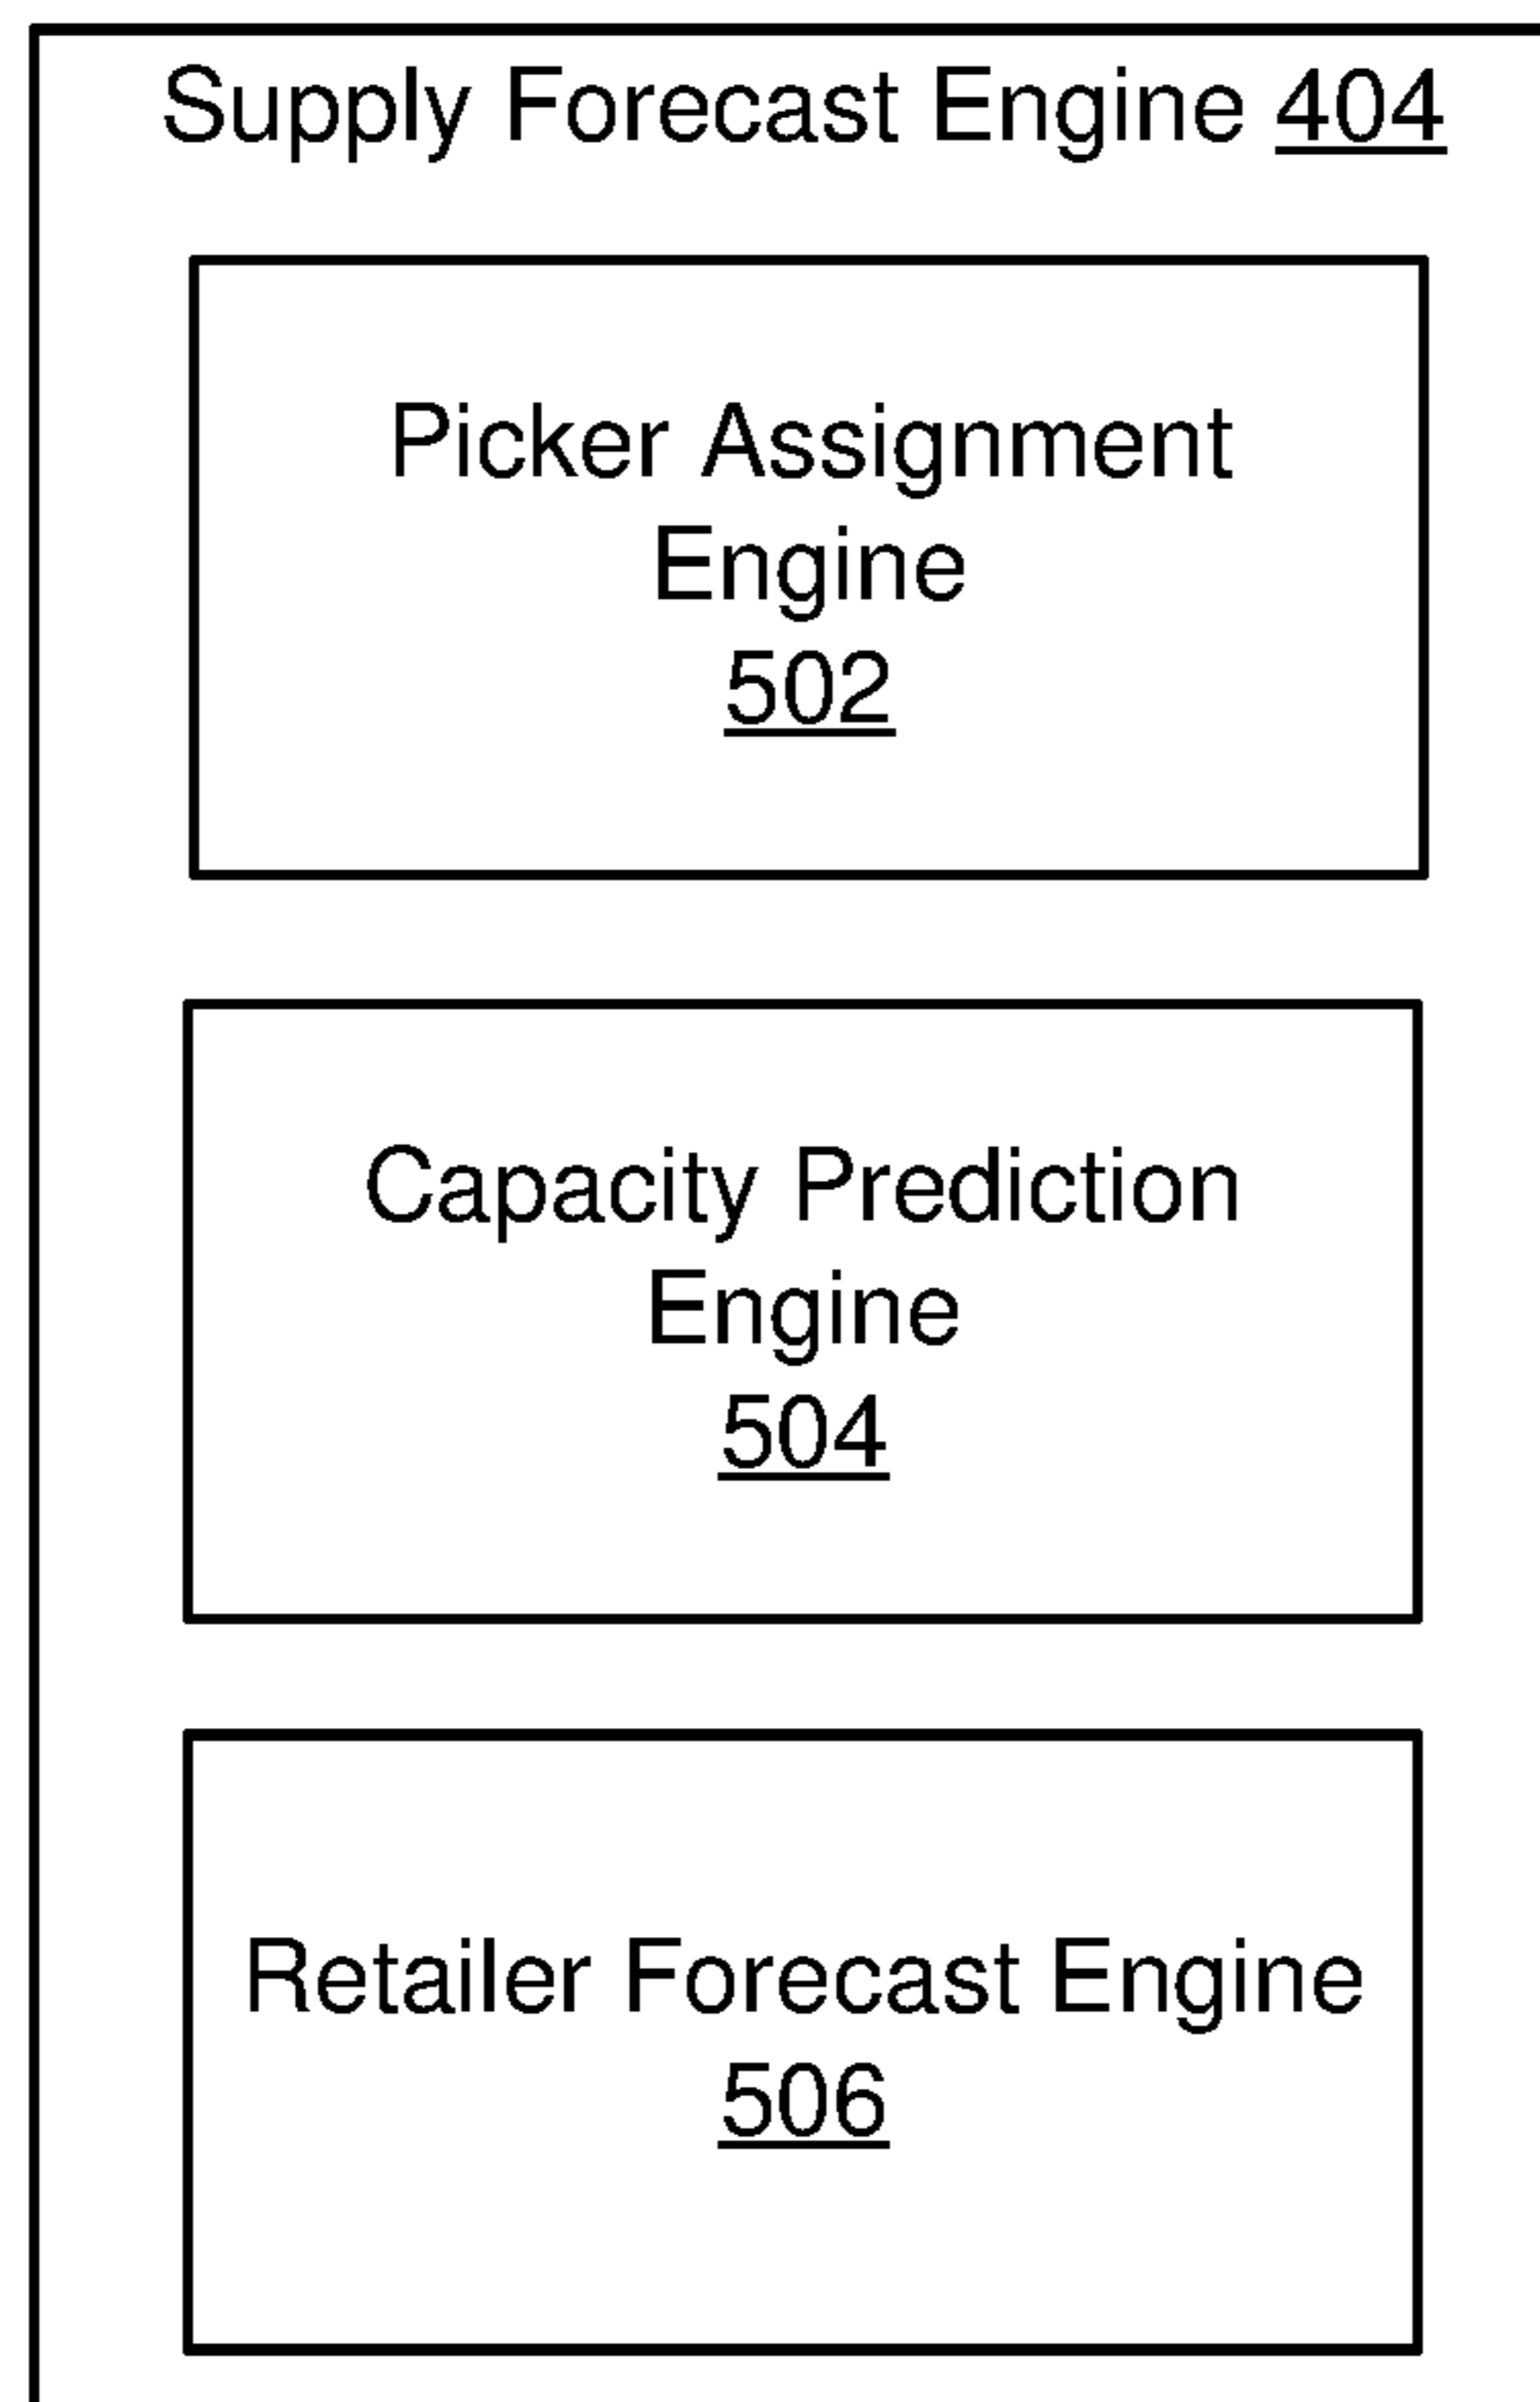 Supply Forecast Engine 404
Picker Assignment
Engine
502
Capacity Prediction
Engine
504
Retailer Forecast Engine
506